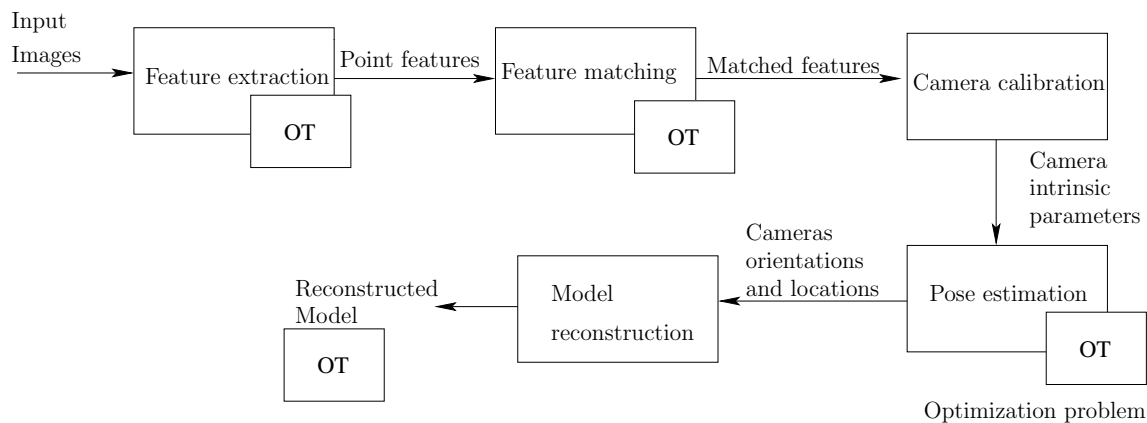 Input
Images
Feature extraction
OT
Point features
Feature matching
OT
Matched features
Camera calibration
Camera
intrinsic
parameters
Pose estimation
OT
Optimization problem
Cameras
orientations
and locations
Model
reconstruction
Reconstructed
Model
OT